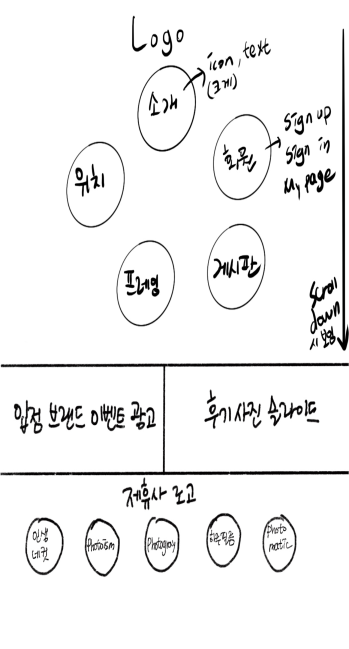 Logo
icon, text
(크게)
소개
회원
sign up
sign in
My page
위치
프레임
게시판
scroll
down
시 보임
입점 브랜드 이벤트 광고
후기사진 슬라이드
제휴사 로고
인생
네컷
Photoism
Photogray
하루필름
photo
matic